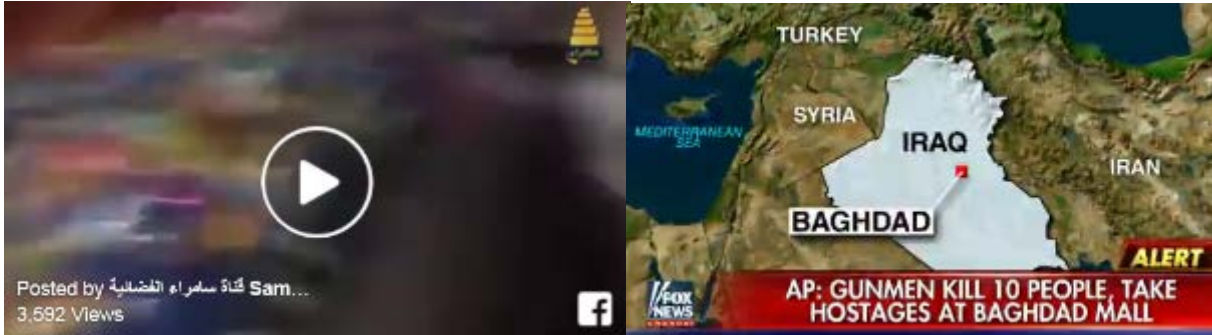 Posted by قناة سامراء الفضائية Sam...
3,592 Views
TURKEY
SYRIA
MEDITERRANEAN
SEA
IRAQ
IRAN
BAGHDAD
ALERT
FOX
NEWS
CHANNEL
AP: GUNMEN KILL 10 PEOPLE, TAKE
HOSTAGES AT BAGHDAD MALL